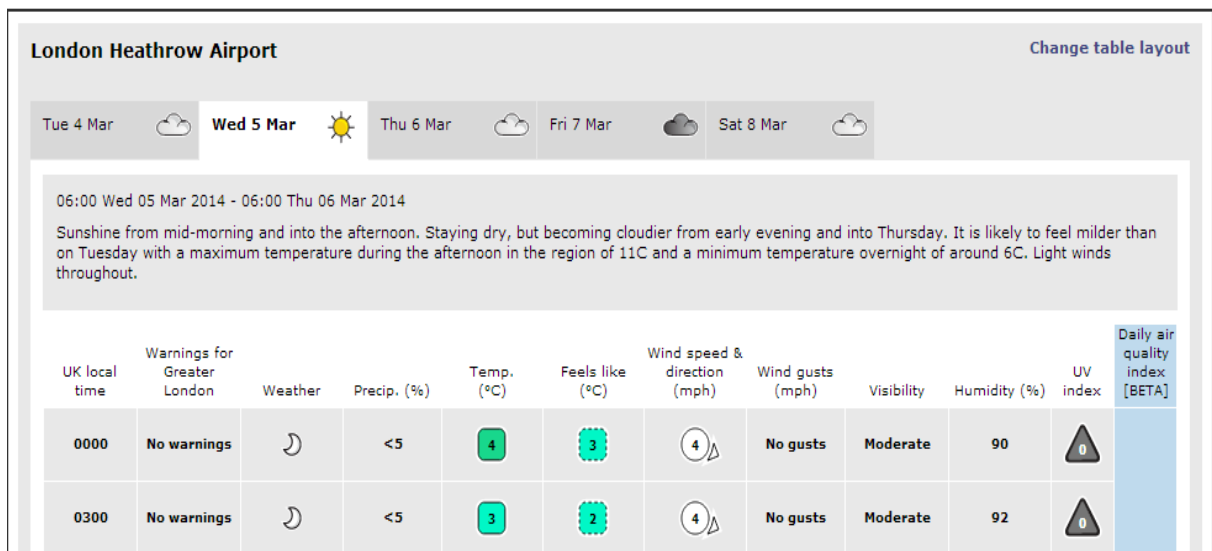 London Heathrow Airport
Change table layout
Tue 4 Mar
Wed 5 Mar
Thu 6 Mar
Fri 7 Mar
Sat 8 Mar
06:00 Wed 05 Mar 2014 - 06:00 Thu 06 Mar 2014
Sunshine from mid-morning and into the afternoon. Staying dry, but becoming cloudier from early evening and into Thursday. It is likely to feel milder than
on Tuesday with a maximum temperature during the afternoon in the region of 11C and a minimum temperature overnight of around 6C. Light winds
throughout.
UK local
time
Warnings for
Greater
London
Weather
Precip. (%)
Temp.
(ºC)
Feels like
(ºC)
Wind speed &
direction
(mph)
Wind gusts
(mph)
Visibility
Humidity (%)
UV
index
Daily air
quality
index
[BETA]
0000 No warnings <5 4 3 4 No gusts Moderate 90 0
0300 No warnings <5 3 2 4 No gusts Moderate 92 0